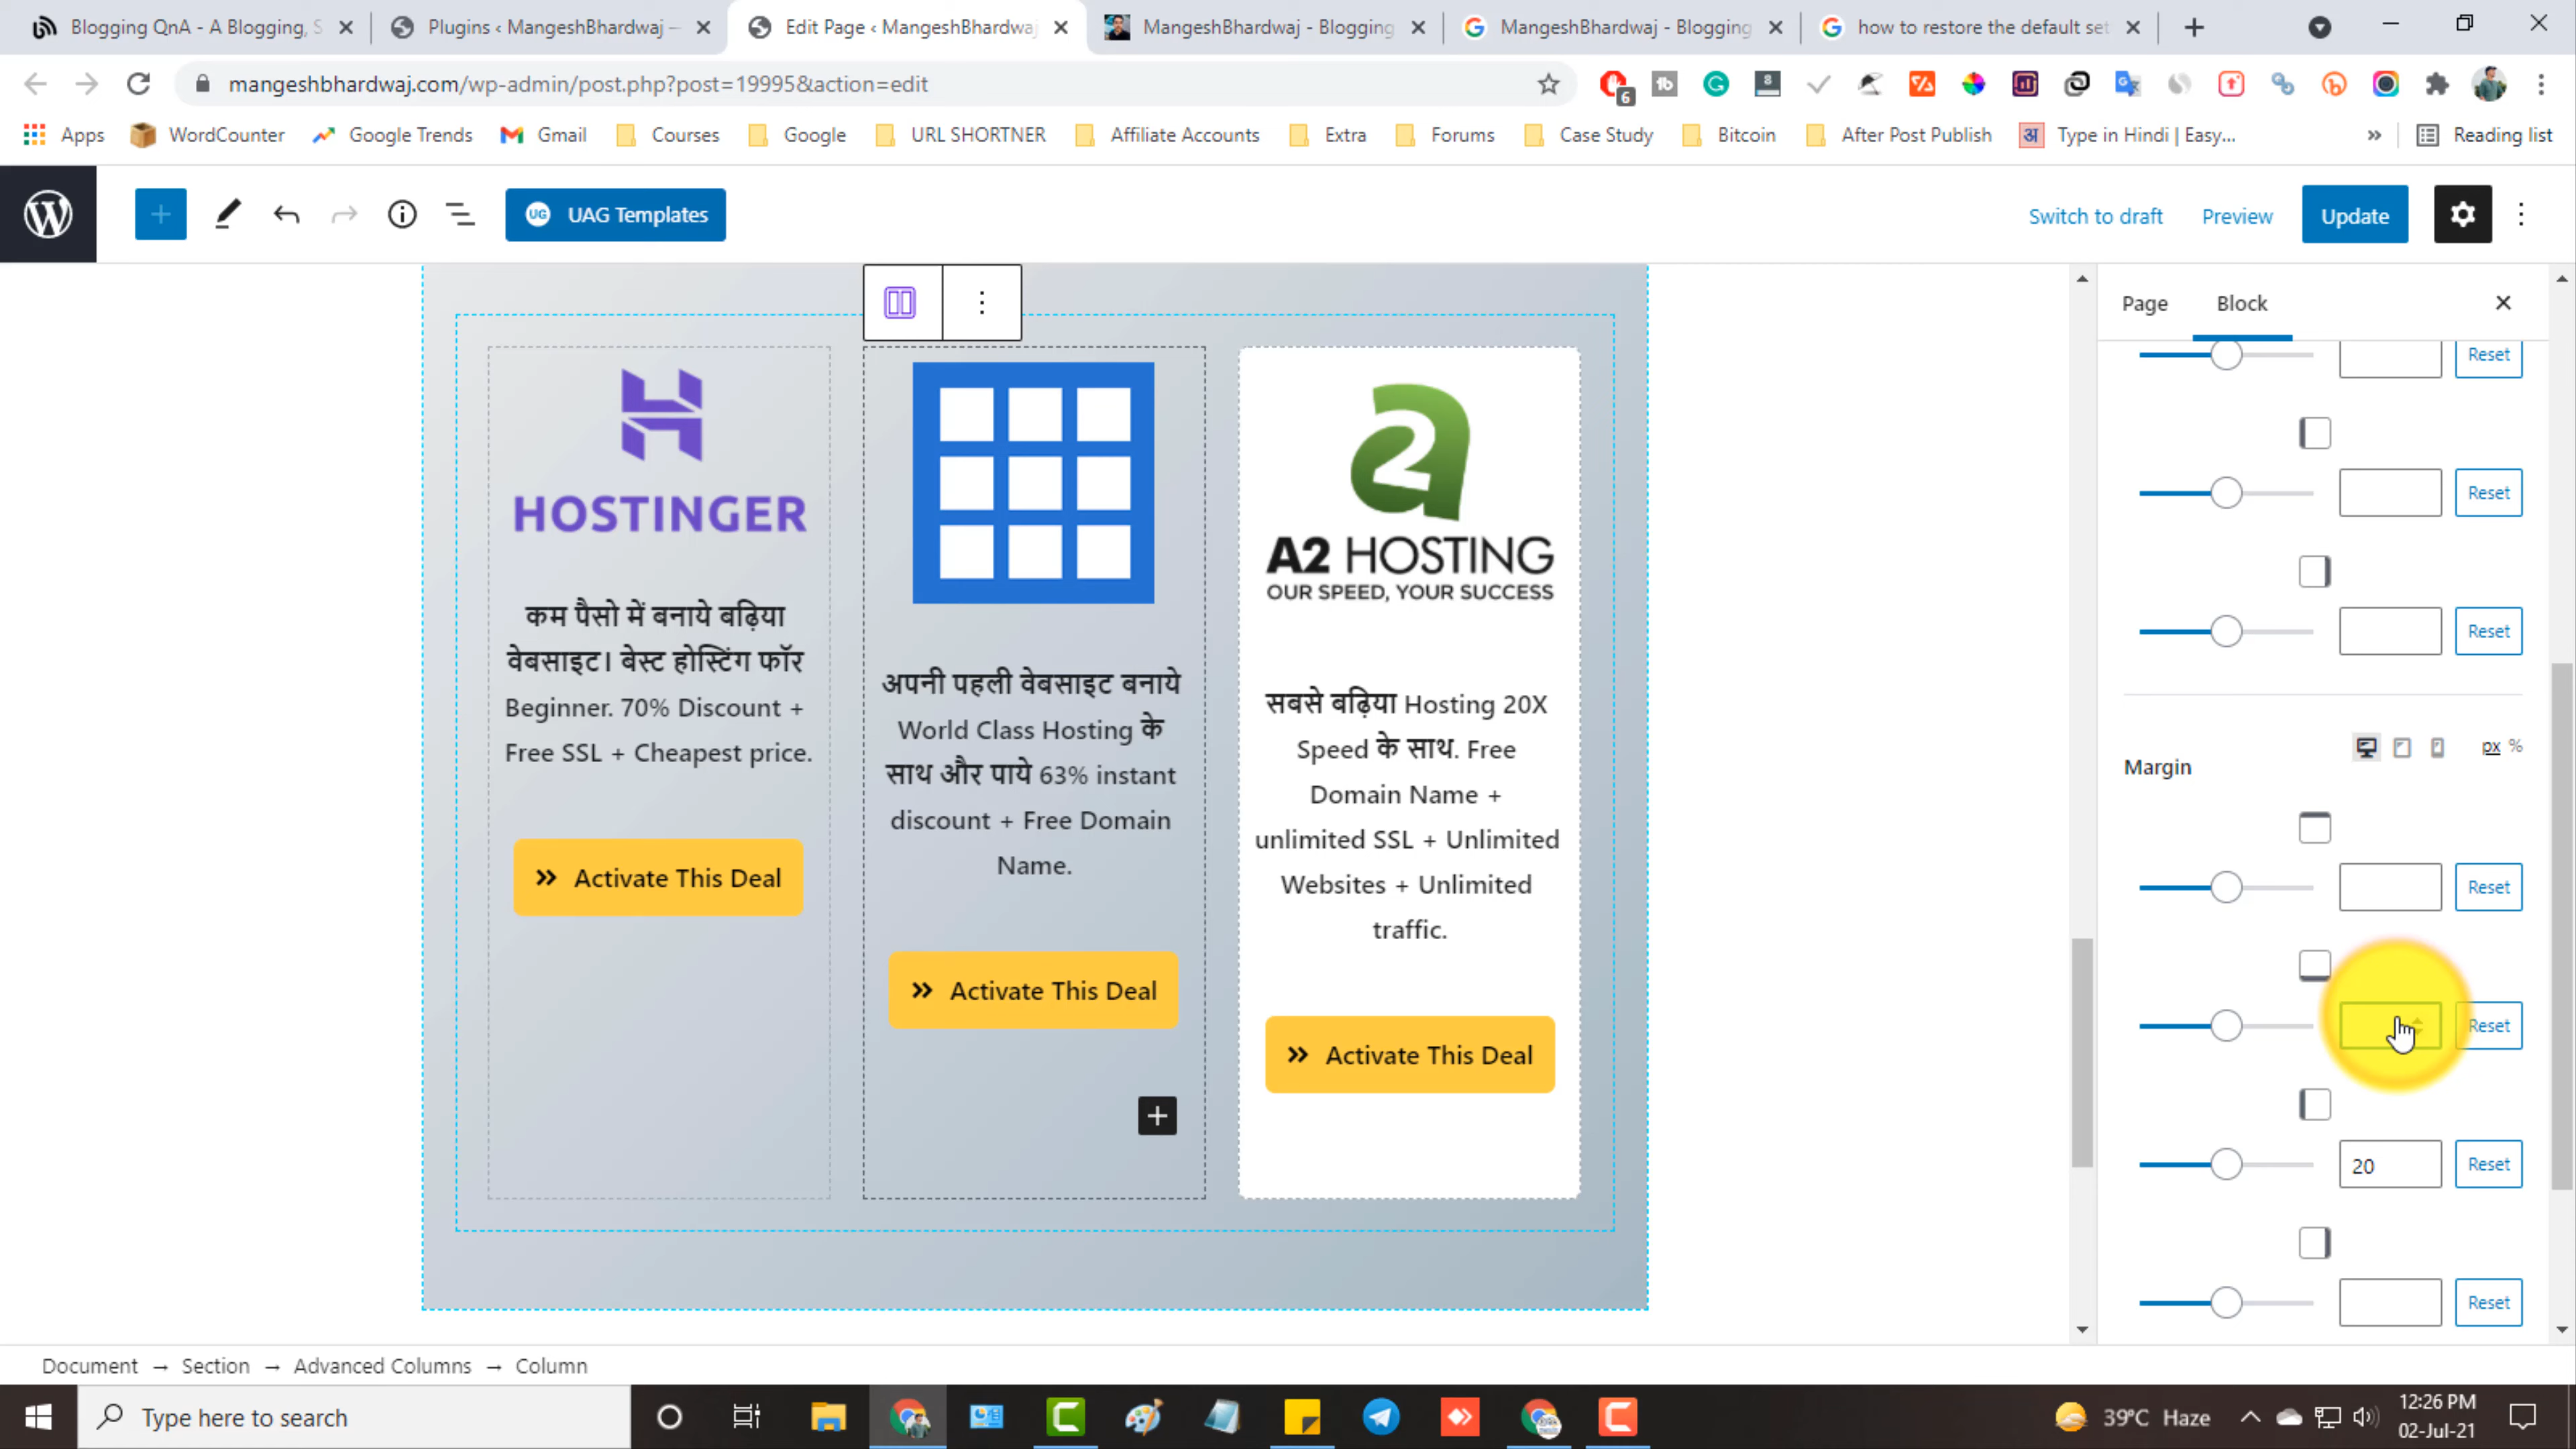 Blogging QnA - A Blogging, S
Plugins ‹ MangeshBhardwaj —
Edit Page ‹ MangeshBhardwaj
MangeshBhardwaj - Blogging
MangeshBhardwaj - Blogging
how to restore the default set
mangeshbhardwaj.com/wp-admin/post.php?post=19995&action=edit
6
Apps
WordCounter
Google Trends
Gmail
Courses
Google
URL SHORTNER
Affiliate Accounts
Extra
Forums
Case Study
Bitcoin
After Post Publish
अ
Type in Hindi | Easy...
»
Reading list
UG
UAG Templates
Switch to draft
Preview
Update
Page
Block
HOSTINGER
कम पैसो में बनाये बढ़िया
वेबसाइट। बेस्ट होस्टिंग फॉर
Beginner. 70% Discount +
Free SSL + Cheapest price.
Activate This Deal
अपनी पहली वेबसाइट बनाये
World Class Hosting के
साथ और पाये 63% instant
discount + Free Domain
Name.
Activate This Deal
A2 HOSTING
OUR SPEED, YOUR SUCCESS
सबसे बढ़िया Hosting 20X
Speed के साथ. Free
Domain Name +
unlimited SSL + Unlimited
Websites + Unlimited
traffic.
Activate This Deal
Reset
Reset
Reset
px %
Margin
Reset
Reset
20
Reset
Reset
Document → Section → Advanced Columns → Column
Type here to search
39°C Haze
12:26 PM
02-Jul-21